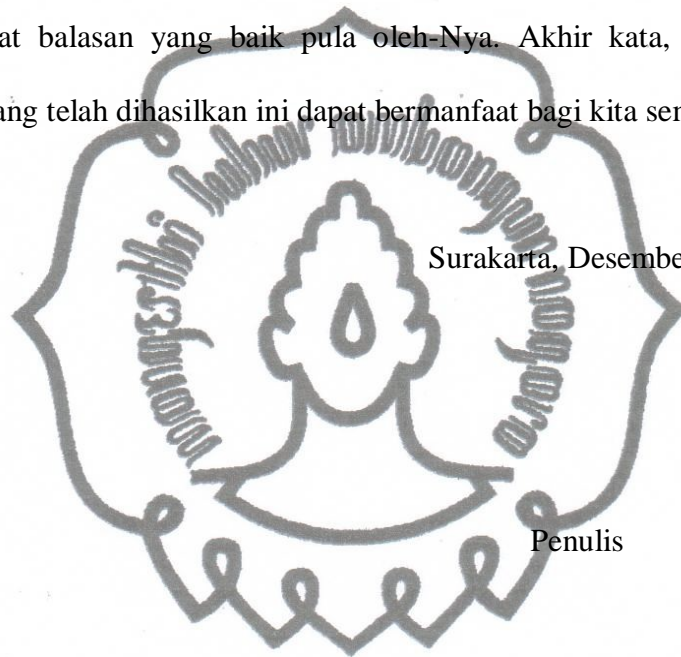 at balasan yang baik pula oleh-Nya. Akhir kata,
ang telah dihasilkan ini dapat bermanfaat bagi kita sem
Surakarta, Desembe
Penulis